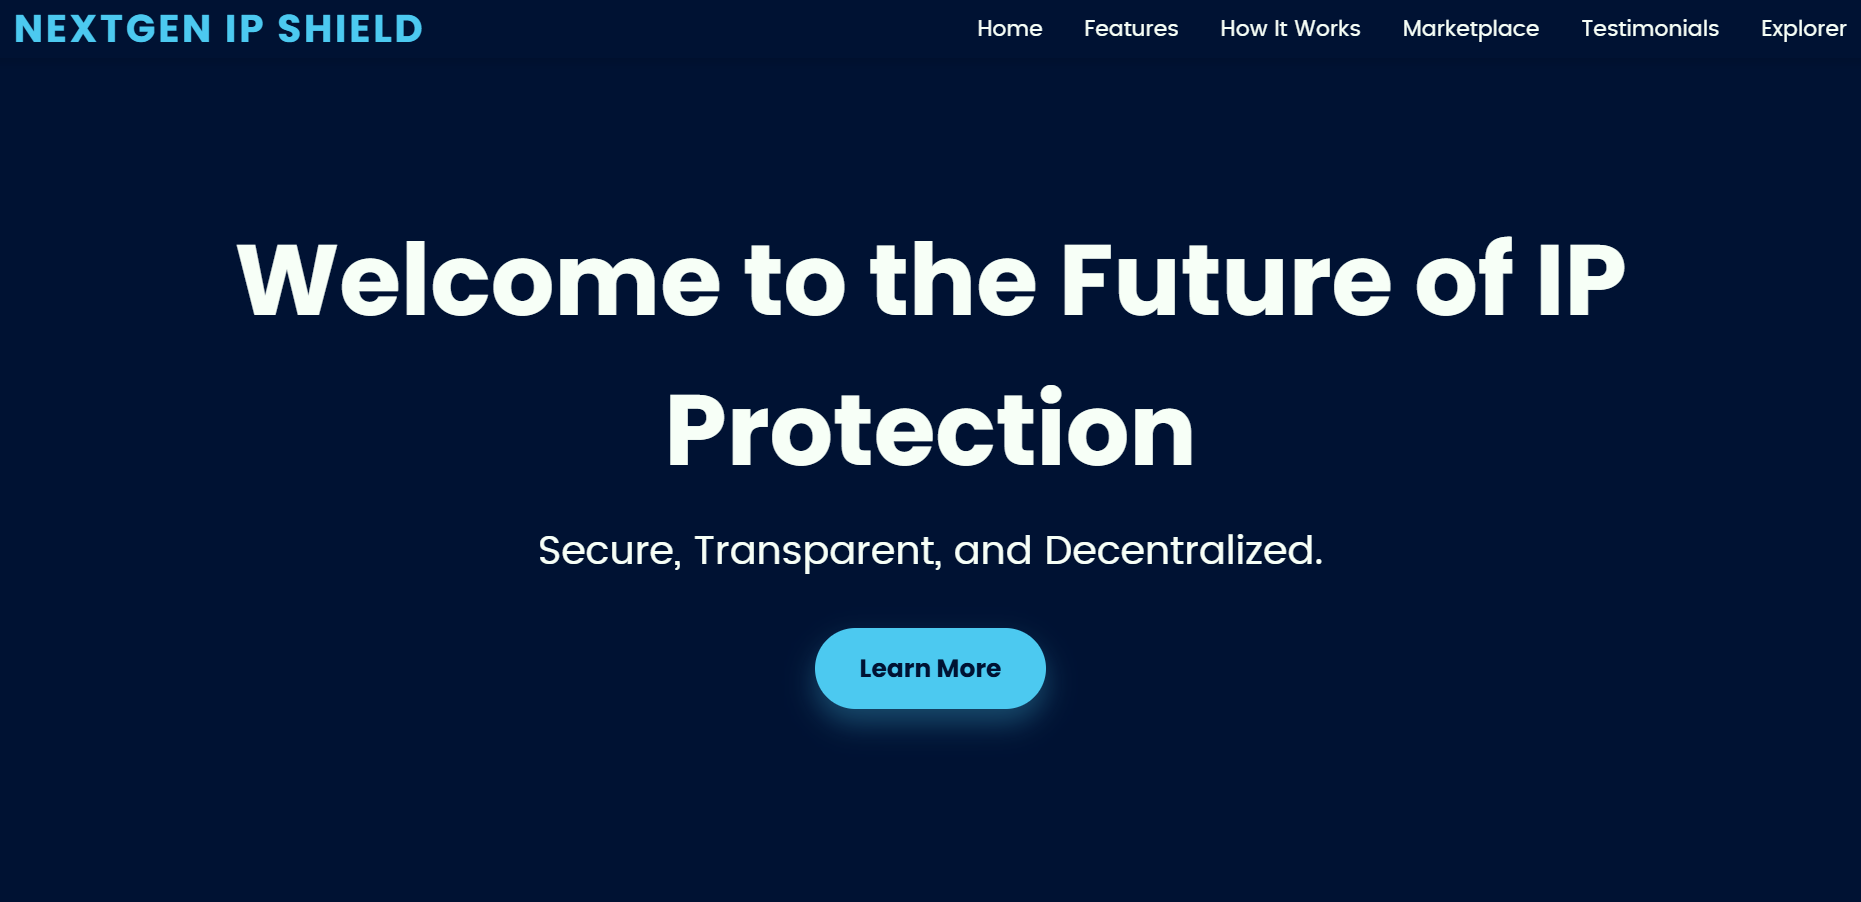 NEXTGEN IP SHIELD
Home Features How It Works Marketplace Testimonials Explorer
Welcome to the Future of IP
Protection
Secure, Transparent, and Decentralized.
Learn More